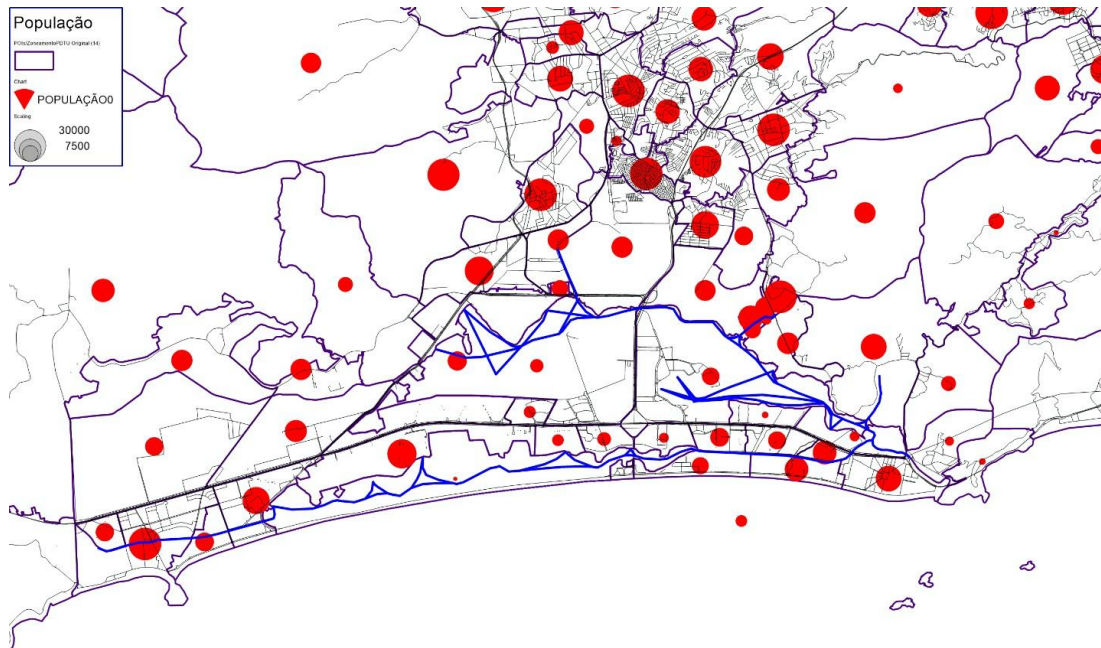 População
POIs/ZoneamentoPDTU Original (14)
Chart
POPULAÇÃO0
Scaling
30000
7500